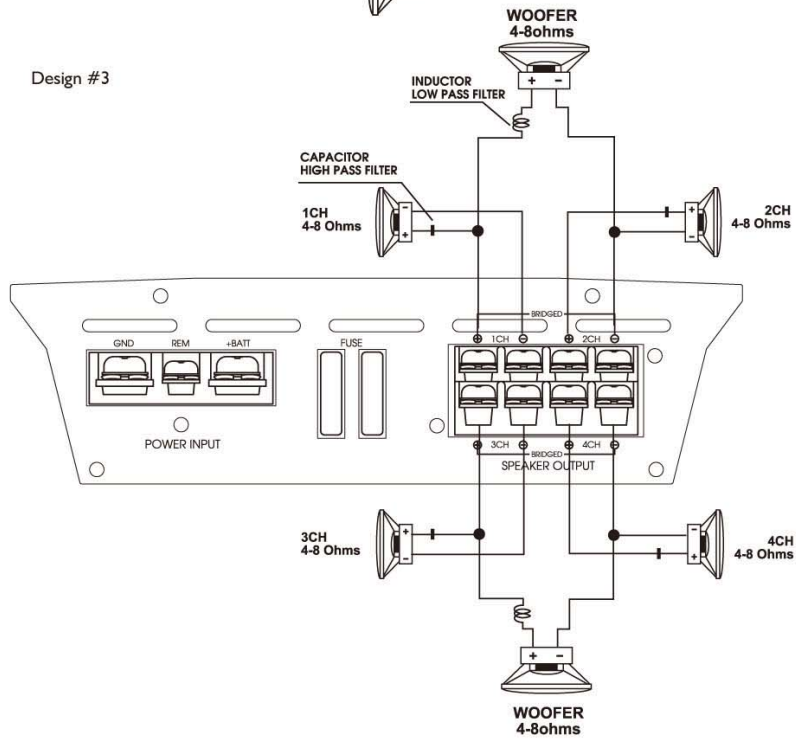 WOOFER
4-8ohms
+ −
Design #3
INDUCTOR
LOW PASS FILTER
CAPACITOR
HIGH PASS FILTER
1CH
4-8 Ohms
−
+
2CH
4-8 Ohms
+
−
BRIDGED
GND REM +BATT FUSE ⊕ 1CH ⊖ ⊕ 2CH ⊖
POWER INPUT
⊕ 3CH ⊕ ⊕ 4CH ⊖
BRIDGED
SPEAKER OUTPUT
3CH
4-8 Ohms
+
−
4CH
4-8 Ohms
−
+
+ −
WOOFER
4-8ohms